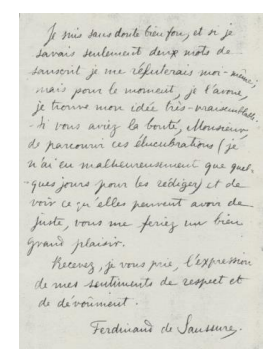 Je suis sans doute bien fou, et si je
savais seulement deux mots de
sanscrit je me réfuterais moi-même;
mais pour le moment, je l'avoue,
je trouve mon idée très-vraisemblable.
Si vous aviez la bonté, Monsieur,
de parcourir ces élucubrations (je
n'ai eu malheureusement que quel-
ques jours pour les rédiger) et de
voir ce qu'elles peuvent avoir de
juste, vous me feriez un bien
grand plaisir.
Recevez, je vous prie, l'expression
de mes sentiments de respect et
de dévoûment.
Ferdinand de Saussure.